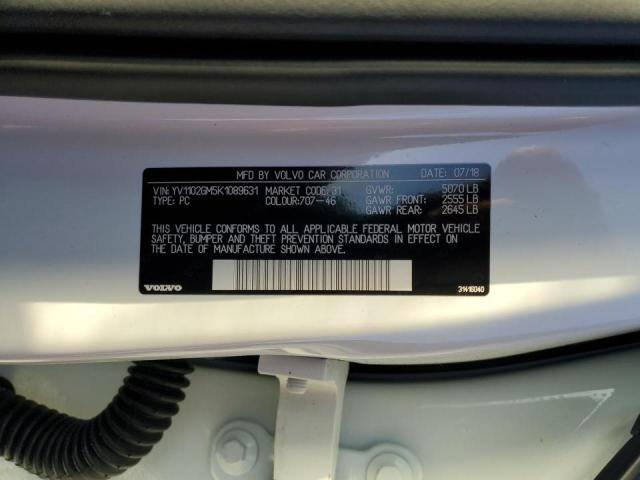 MFD BY VOLVO CAR CORPORATION DATE: 07/18
VIN:YV1102GM5K1089631 MARKET CODE:31 GVWR: 5070 LB
TYPE: PC COLOUR:707-46 GAWR FRONT: 2555 LB
GAWR REAR: 2645 LB
THIS VEHICLE CONFORMS TO ALL APPLICABLE FEDERAL MOTOR VEHICLE
SAFETY, BUMPER AND THEFT PREVENTION STANDARDS IN EFFECT ON
THE DATE OF MANUFACTURE SHOWN ABOVE.
VOLVO 31416040